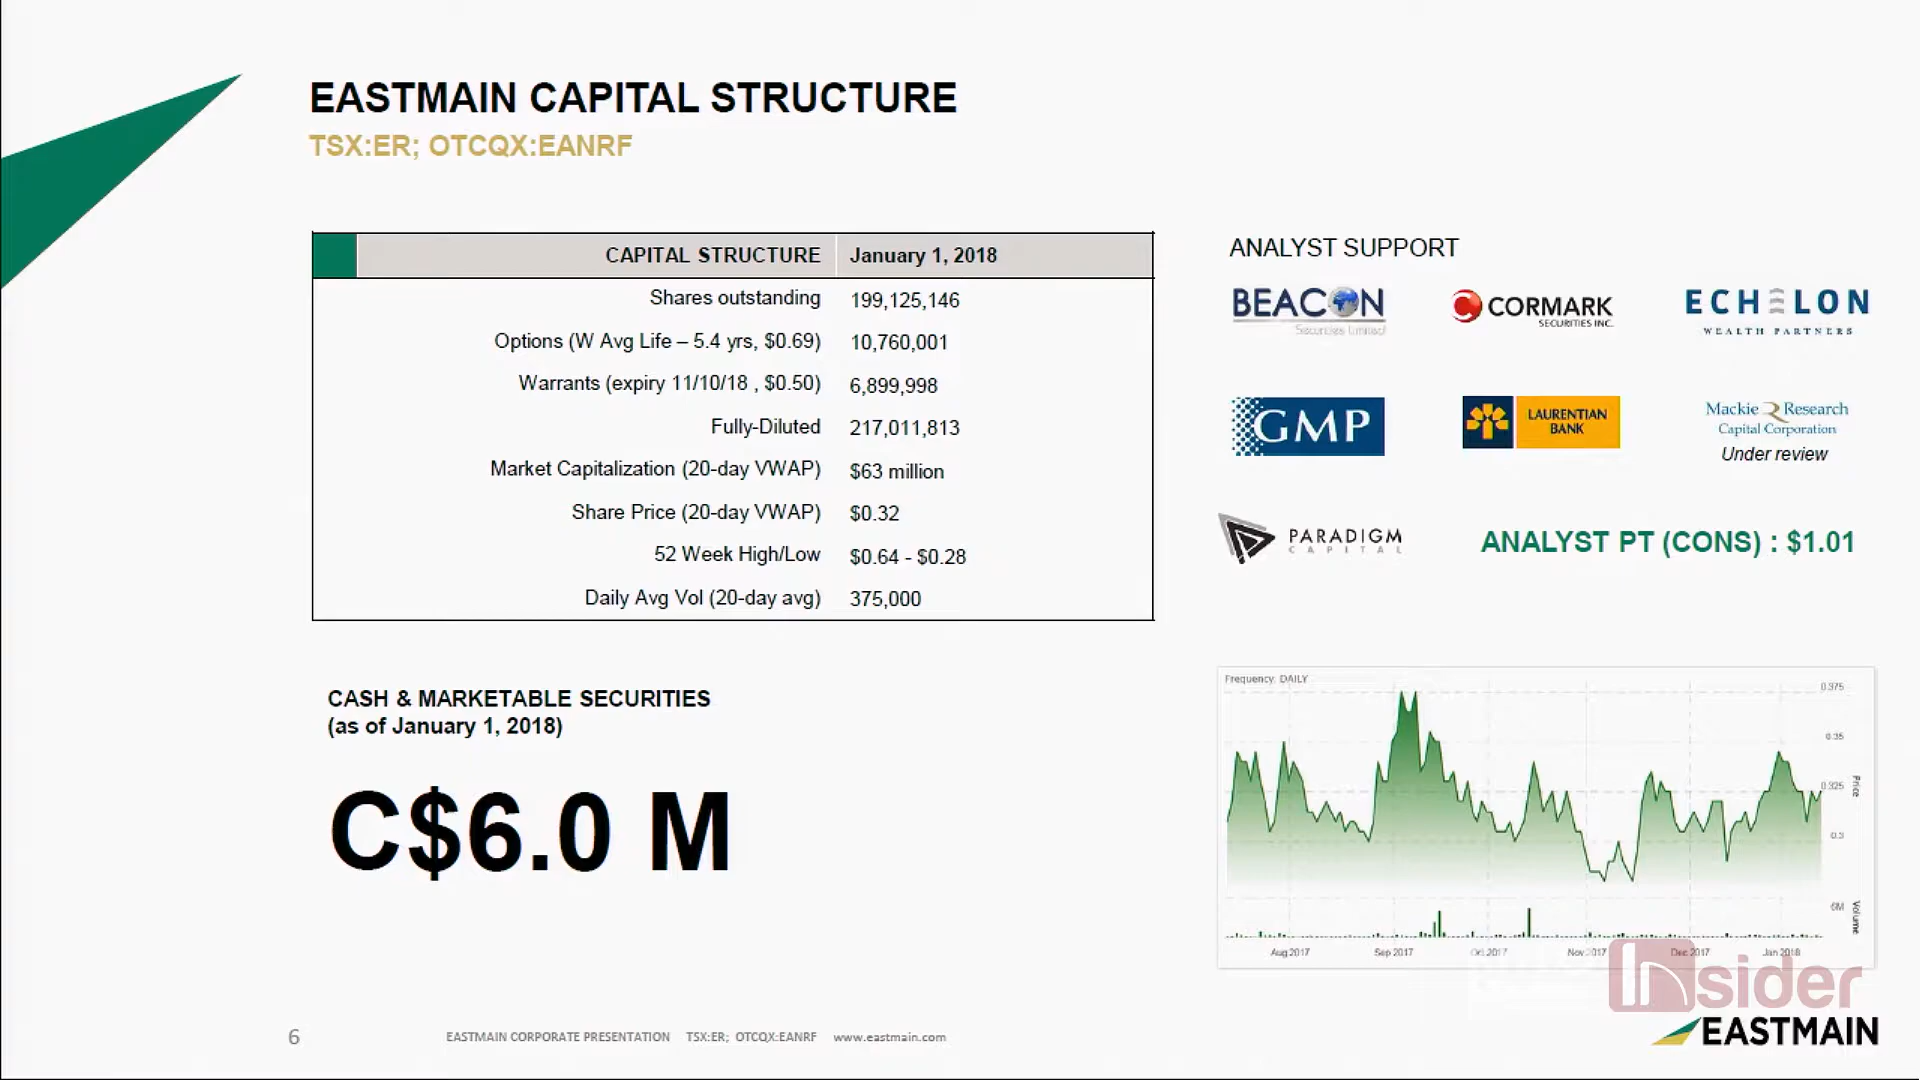 EASTMAIN CAPITAL STRUCTURE
TSX:ER; OTCQX:EANRF
CAPITAL STRUCTURE January 1, 2018
Shares outstanding 199,125,146
Options (W Avg Life – 5.4 yrs, $0.69) 10,760,001
Warrants (expiry 11/10/18 , $0.50) 6,899,998
Fully-Diluted 217,011,813
Market Capitalization (20-day VWAP) $63 million
Share Price (20-day VWAP) $0.32
52 Week High/Low $0.64 - $0.28
Daily Avg Vol (20-day avg) 375,000
CASH & MARKETABLE SECURITIES
(as of January 1, 2018)
C$6.0 M
ANALYST SUPPORT
BEACON
Securities Limited
CORMARK
SECURITIES INC.
ECHELON
WEALTH PARTNERS
GMP
LAURENTIAN
BANK
Mackie Research
Capital Corporation
Under review
PARADIGM
CAPITAL
ANALYST PT (CONS) : $1.01
Frequency: DAILY
0.375
0.35
0.325
0.3
Price
6M
Volume
Aug 2017 Sep 2017 Oct 2017 Nov 2017 Dec 2017 Jan 2018
Insider
EASTMAIN
6 EASTMAIN CORPORATE PRESENTATION TSX:ER; OTCQX:EANRF www.eastmain.com